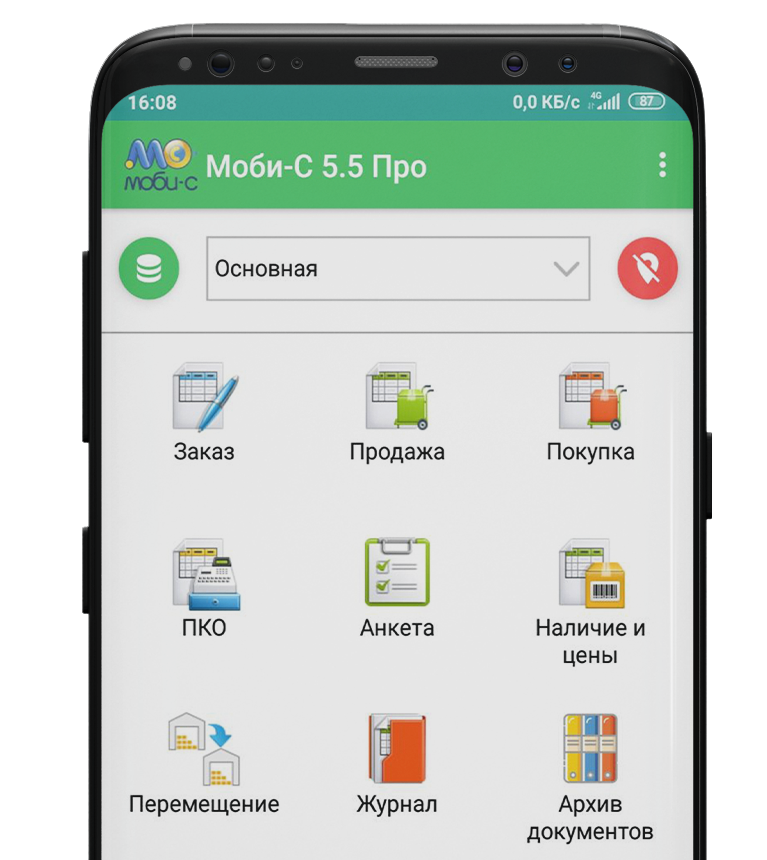 16:08
0,0 КБ/с 4G 87
МОби-С
Моби-С 5.5 Про
Основная
Заказ
Продажа
Покупка
ПКО
Анкета
Наличие и
цены
Перемещение
Журнал
Архив
документов